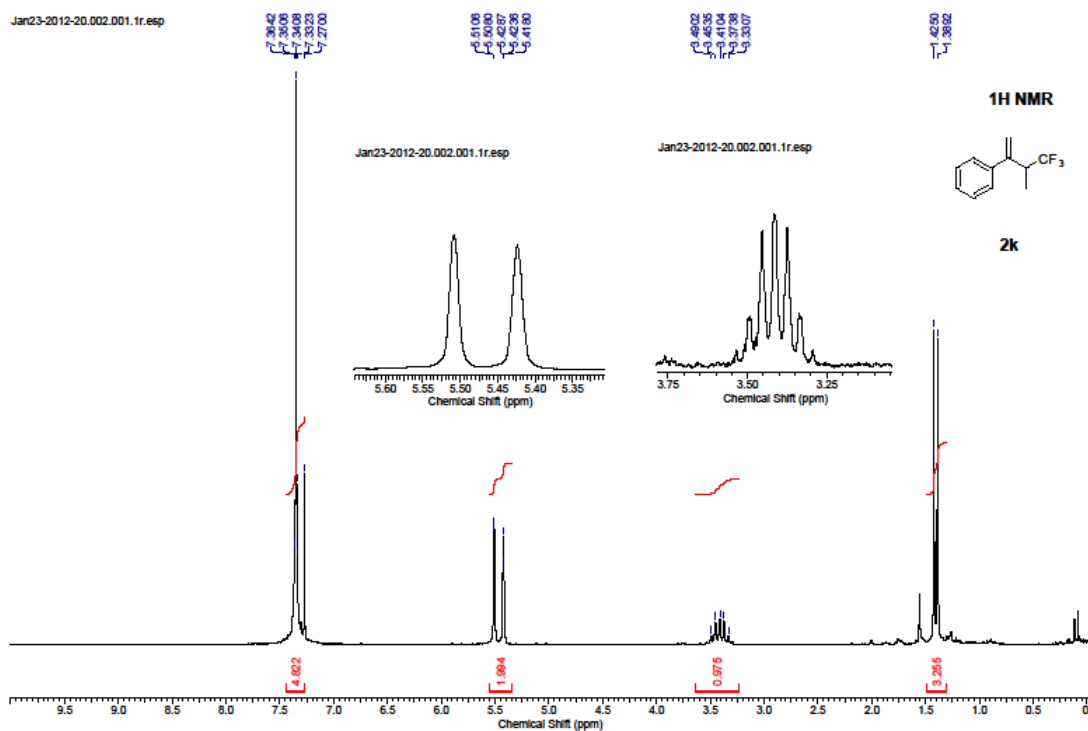 Jan23-2012-20.002.001.1r.esp
7.3642
7.3506
7.3408
7.3323
7.2700
5.5106
5.5080
5.4287
5.4236
5.4180
3.4902
3.4535
3.4104
3.3738
3.3307
1.4250
1.3892
1H NMR
CF3
2k
Jan23-2012-20.002.001.1r.esp
5.60 5.55 5.50 5.45 5.40 5.35
Chemical Shift (ppm)
Jan23-2012-20.002.001.1r.esp
3.75 3.50 3.25
Chemical Shift (ppm)
4.822 1.994 0.975 3.255
9.5 9.0 8.5 8.0 7.5 7.0 6.5 6.0 5.5 5.0 4.5 4.0 3.5 3.0 2.5 2.0 1.5 1.0 0.5 0
Chemical Shift (ppm)